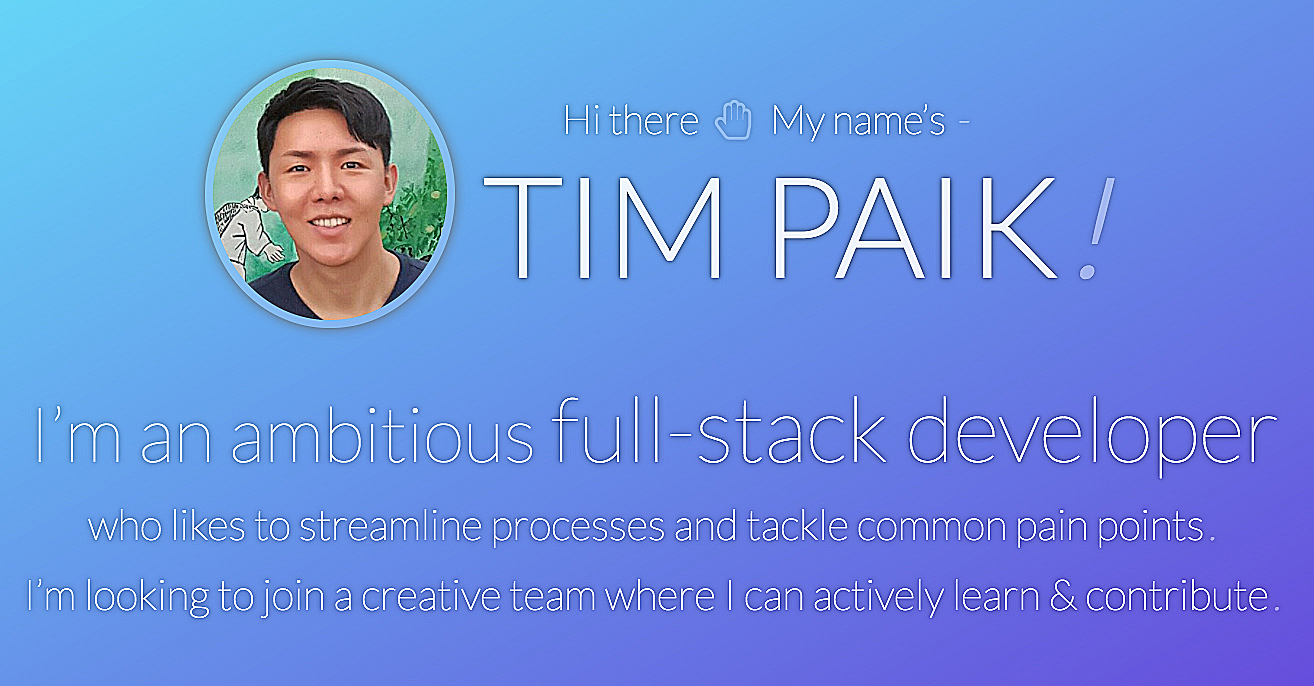 Hi there My name's -
TIM PAIK!
I'm an ambitious full-stack developer
who likes to streamline processes and tackle common pain points.
I'm looking to join a creative team where I can actively learn & contribute.